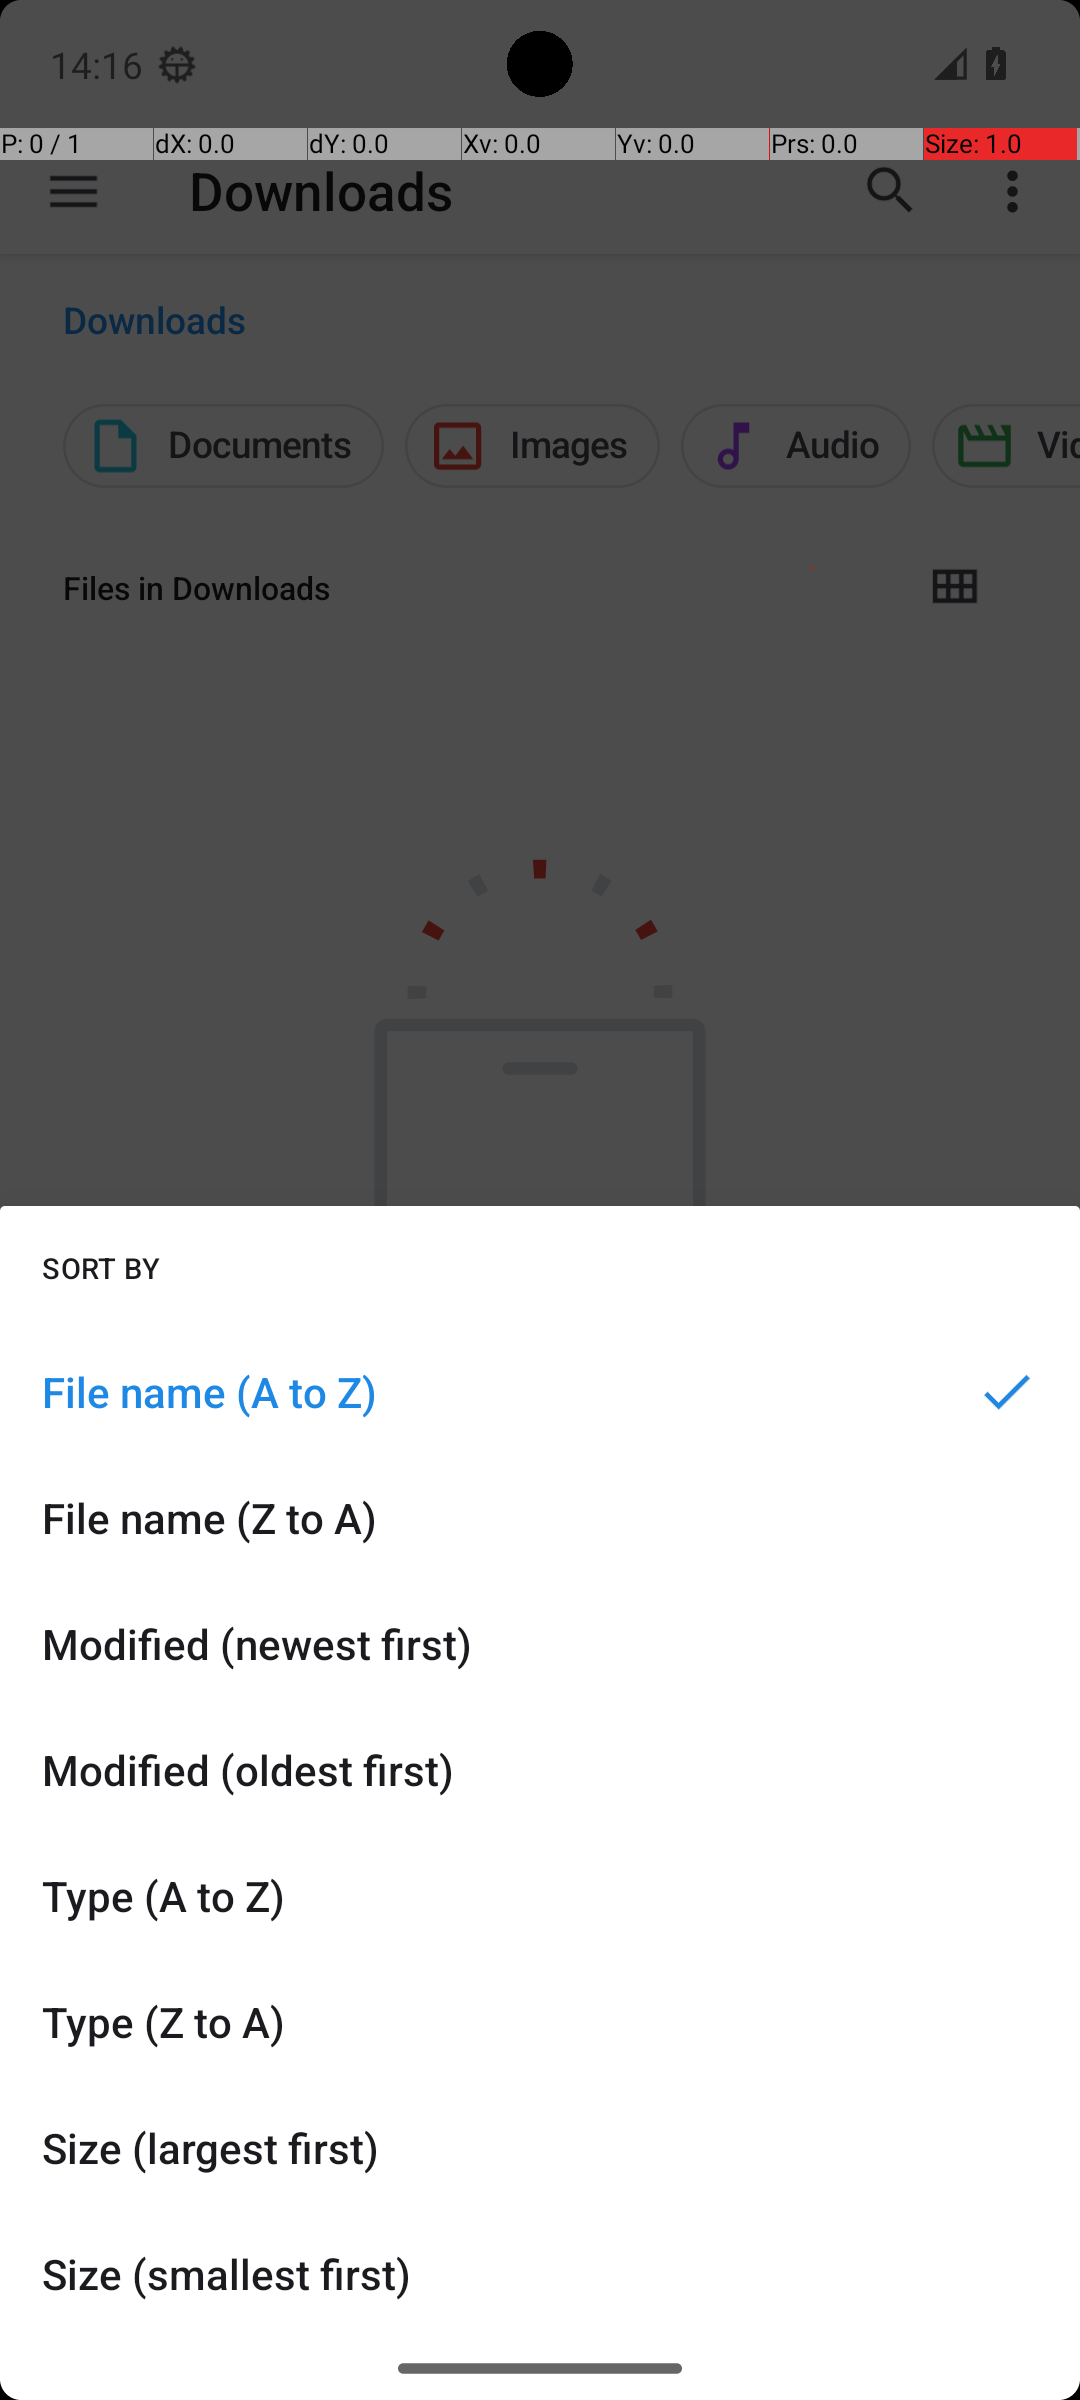 14:16
P: 0 / 1 dX: 0.0 dY: 0.0 Xv: 0.0 Yv: 0.0 Prs: 0.0 Size: 1.0
Downloads
Downloads
Documents Images Audio
Files in Downloads
SORT BY
File name (A to Z)
File name (Z to A)
Modified (newest first)
Modified (oldest first)
Type (A to Z)
Type (Z to A)
Size (largest first)
Size (smallest first)